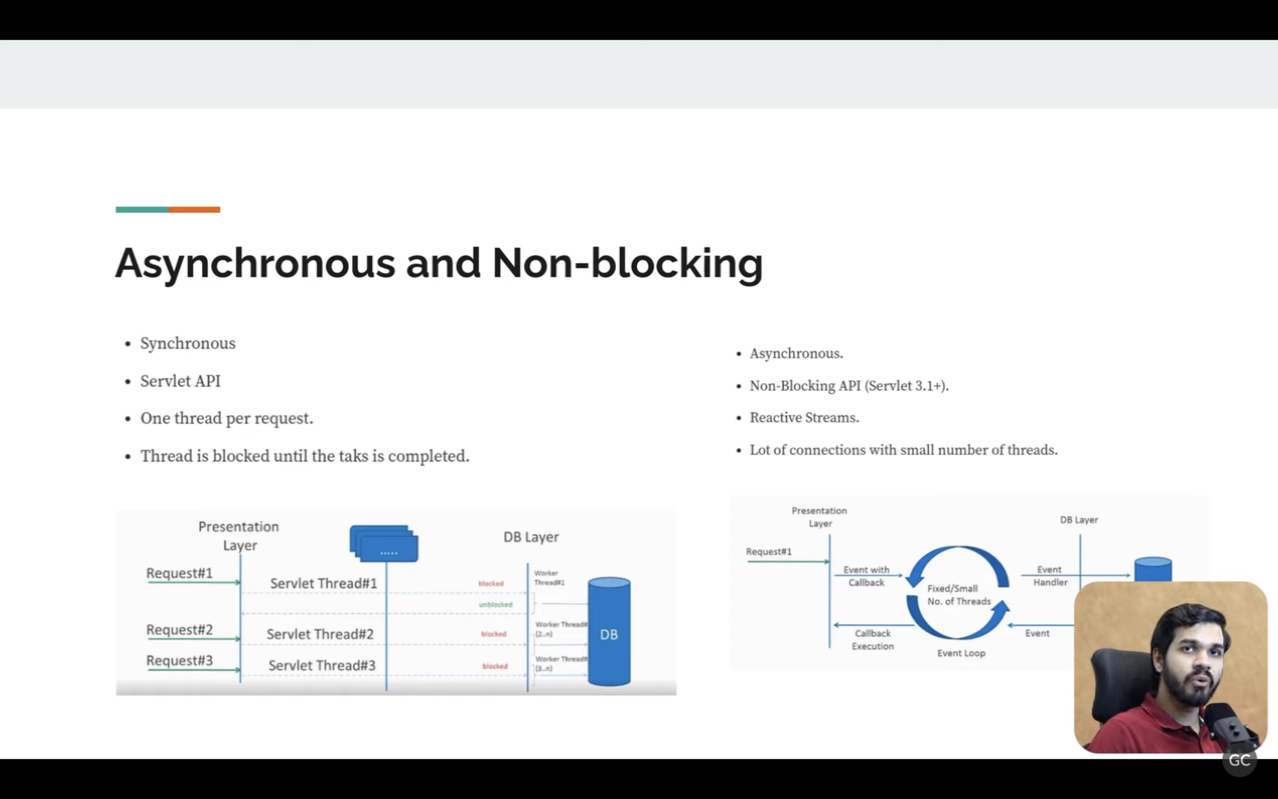 Asynchronous and Non-blocking
• Synchronous
• Servlet API
• One thread per request.
• Thread is blocked until the taks is completed.
Presentation
Layer
.....
DB Layer
Request#1
Servlet Thread#1
blocked
Worker
Thread#1
unblocked
Request#2
Servlet Thread#2
blocked
Worker Thread#
(2..n)
DB
Request#3
Servlet Thread#3
blocked
Worker Thread#
(3..n)
• Asynchronous.
• Non-Blocking API (Servlet 3.1+).
• Reactive Streams.
• Lot of connections with small number of threads.
Presentation
Layer
DB Layer
Request#1
Event with
Callback
Fixed/Small
No. of Threads
Event
Handler
Callback
Execution
Event
Event Loop
GC